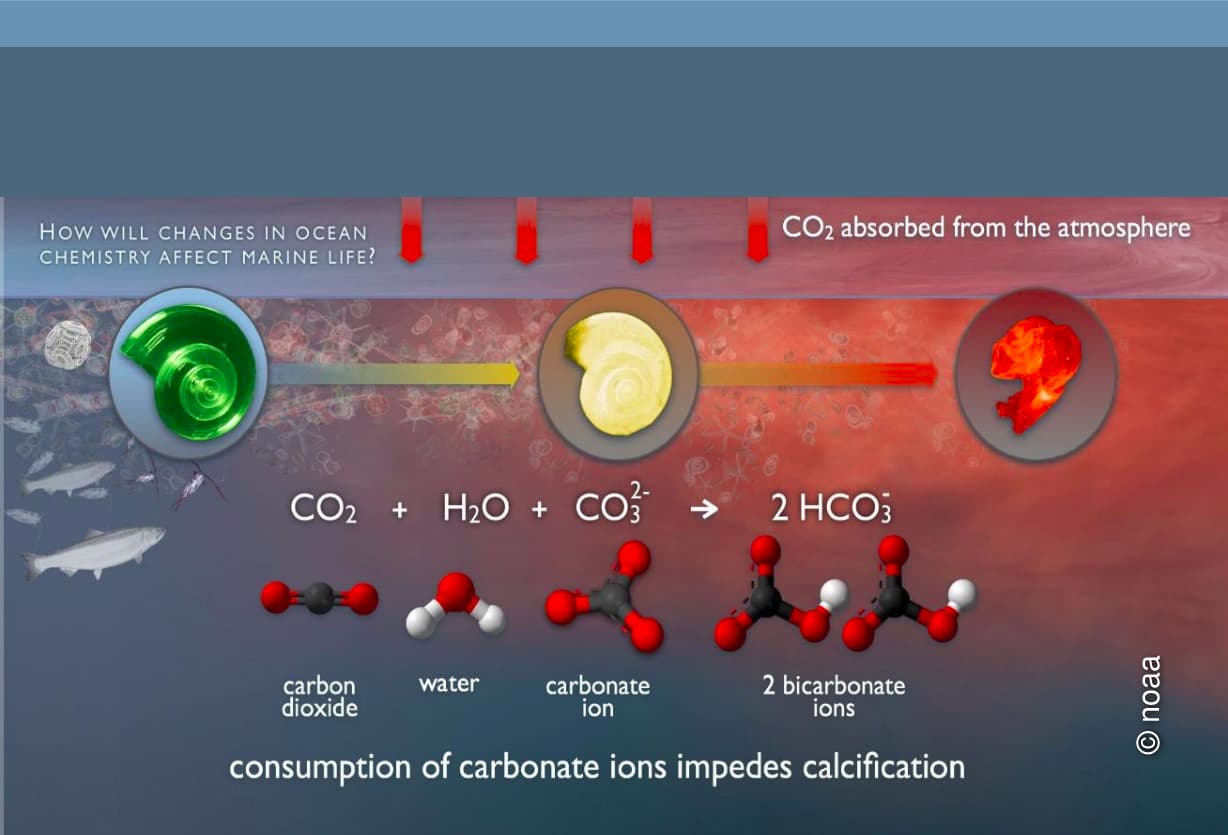 HOW WILL CHANGES IN OCEAN
CHEMISTRY AFFECT MARINE LIFE?
CO₂ absorbed from the atmosphere
CO₂ + H₂O + CO₃²⁻ → 2 HCO₃⁻
carbon
dioxide
water
carbonate
ion
2 bicarbonate
ions
consumption of carbonate ions impedes calcification
© noaa